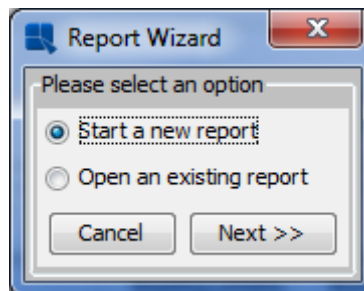 Report Wizard
Please select an option
Start a new report
Open an existing report
Cancel Next >>